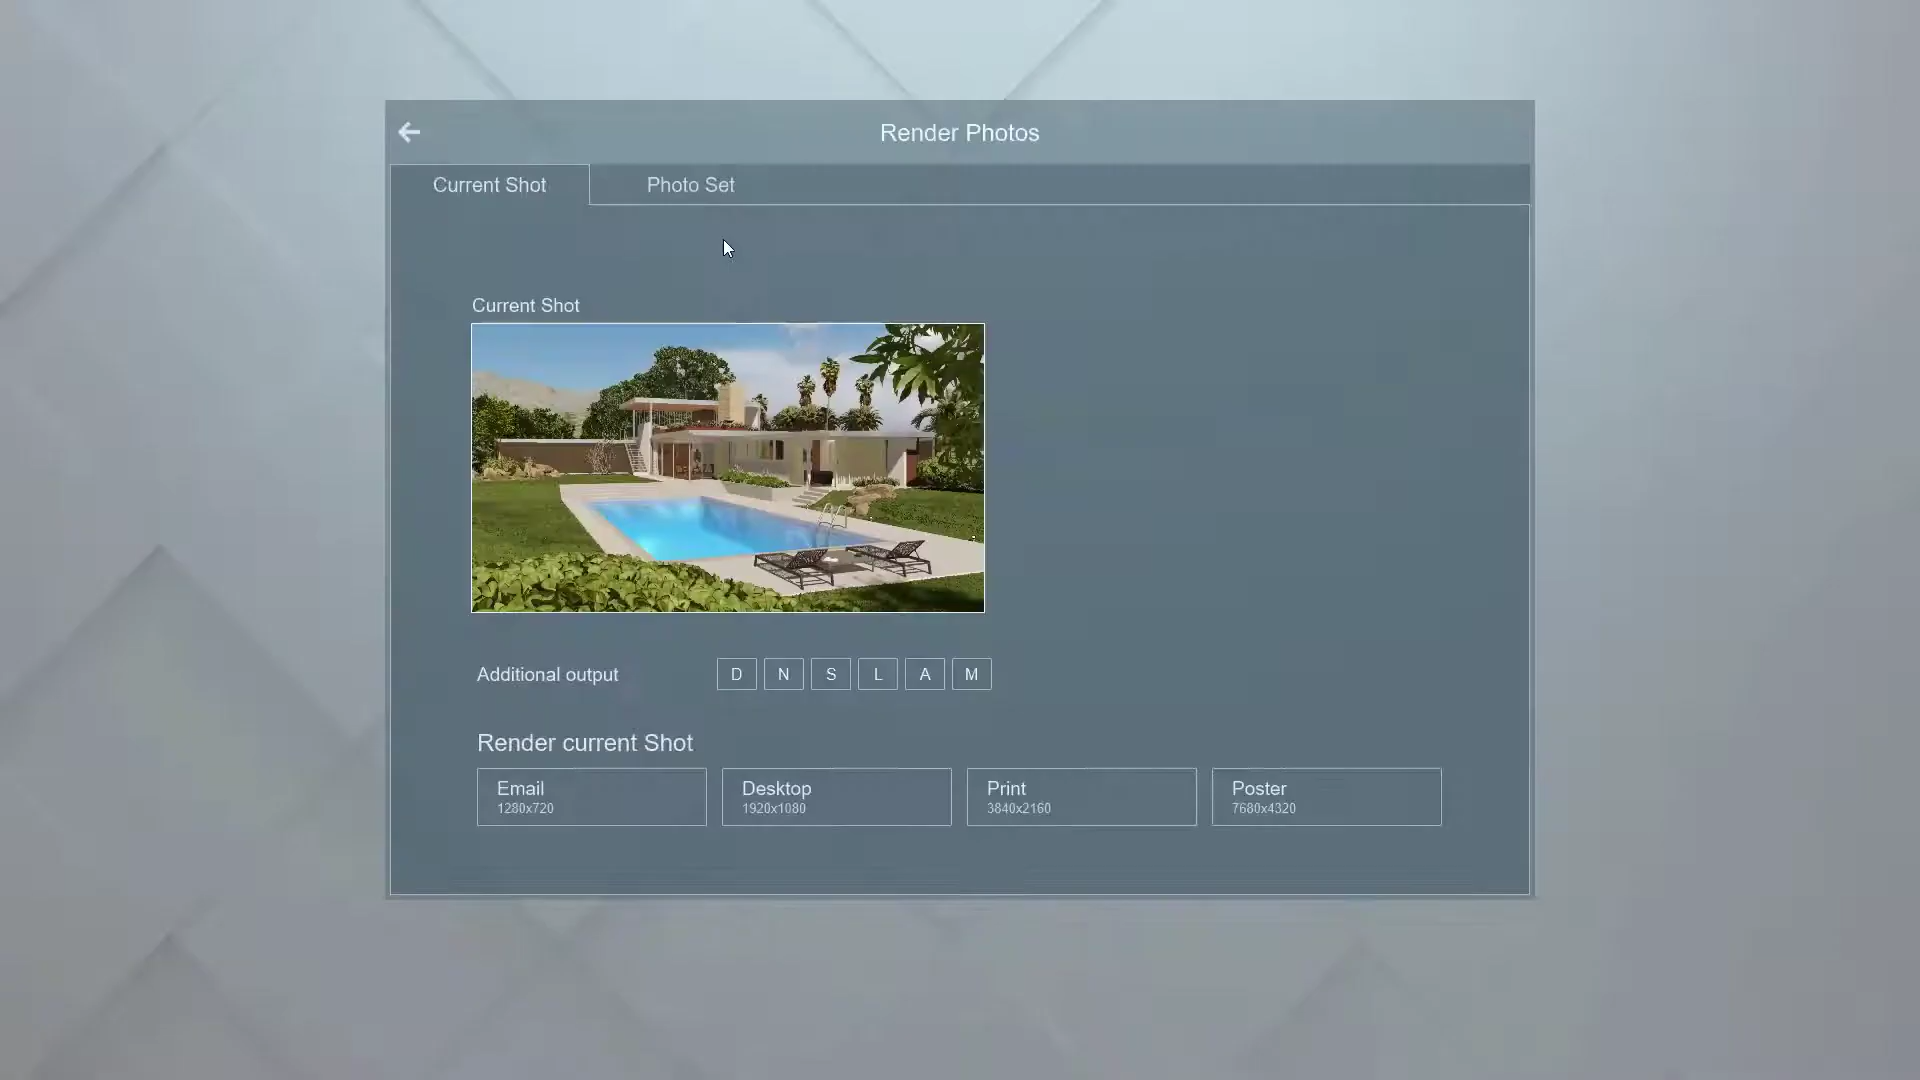 Render Photos
Current Shot
Photo Set
Current Shot
Additional output
D
N
S
L
A
M
Render current Shot
Email
1280x720
Desktop
1920x1080
Print
3840x2160
Poster
7680x4320